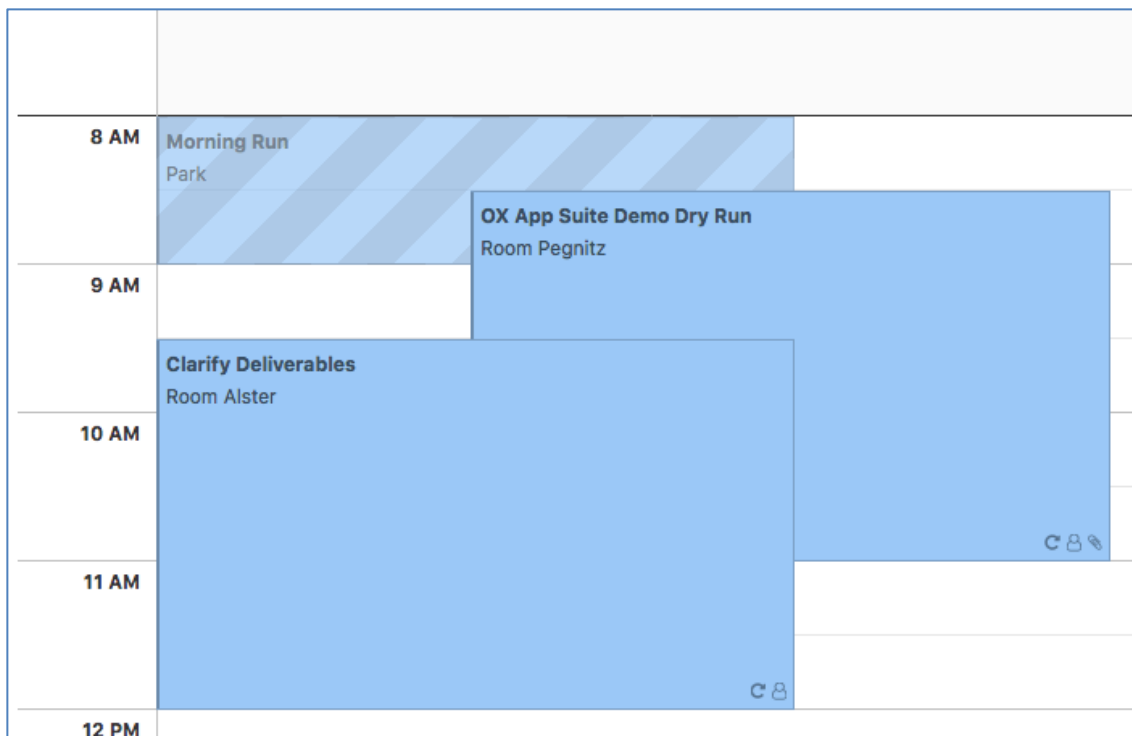 8 AM
Morning Run
Park
OX App Suite Demo Dry Run
Room Pegnitz
9 AM
Clarify Deliverables
Room Alster
10 AM
11 AM
12 PM